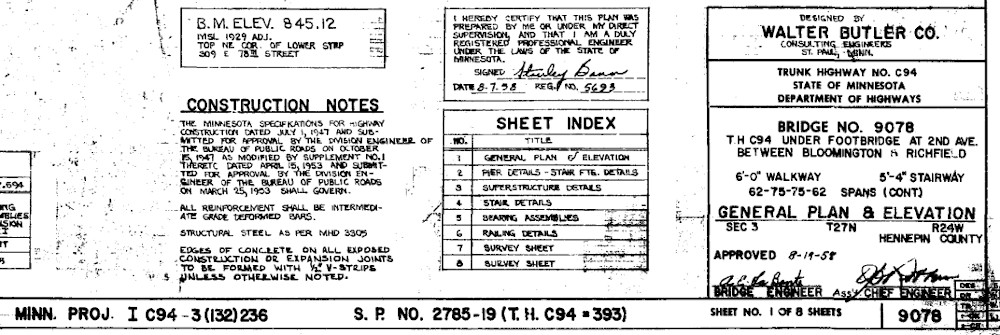 B.M. ELEV. 845.12
MSL 1929 ADJ.
TOP NE COR. OF LOWER STEP
309 E 78TH STREET
CONSTRUCTION NOTES
THE MINNESOTA SPECIFICATIONS FOR HIGHWAY
CONSTRUCTION DATED JULY 1, 1947 AND SUB-
MITTED FOR APPROVAL BY THE DIVISION ENGINEER OF
THE BUREAU OF PUBLIC ROADS ON OCTOBER
15, 1947 AS MODIFIED BY SUPPLEMENT NO. 1
THERETO DATED APRIL 15, 1953 AND SUBMIT-
TED FOR APPROVAL BY THE DIVISION EN-
GINEER OF THE BUREAU OF PUBLIC ROADS
ON MARCH 25, 1953 SHALL GOVERN.
ALL REINFORCEMENT SHALL BE INTERMEDI-
ATE GRADE DEFORMED BARS.
STRUCTURAL STEEL AS PER MHD 3305
EDGES OF CONCRETE ON ALL EXPOSED
CONSTRUCTION OR EXPANSION JOINTS
TO BE FORMED WITH 1/2" V-STRIPS
UNLESS OTHERWISE NOTED.
I HEREBY CERTIFY THAT THIS PLAN WAS
PREPARED BY ME OR UNDER MY DIRECT
SUPERVISION, AND THAT I AM A DULY
REGISTERED PROFESSIONAL ENGINEER
UNDER THE LAWS OF THE STATE OF
MINNESOTA.
SIGNED Stanley
DATE 8-7-58 REG. NO. 5693
SHEET INDEX
NO. TITLE
1 GENERAL PLAN & ELEVATION
2 PIER DETAILS - STAIR FTG. DETAILS
3 SUPERSTRUCTURE DETAILS
4 STAIR DETAILS
5 BEARING ASSEMBLIES
6 RAILING DETAILS
7 SURVEY SHEET
8 SURVEY SHEET
DESIGNED BY
WALTER BUTLER CO.
CONSULTING ENGINEERS
ST. PAUL, MINN.
TRUNK HIGHWAY NO. C94
STATE OF MINNESOTA
DEPARTMENT OF HIGHWAYS
BRIDGE NO. 9078
T.H C94 UNDER FOOTBRIDGE AT 2ND AVE.
BETWEEN BLOOMINGTON & RICHFIELD
6'-0" WALKWAY 5'-4" STAIRWAY
62-75-75-62 SPANS (CONT)
GENERAL PLAN & ELEVATION
SEC 3 T27N R24W
HENNEPIN COUNTY
APPROVED 8-19-58
BRIDGE ENGINEER Ass't CHEF ENGINEER
MINN. PROJ. I C94-3(132)236 S. P. NO. 2785-19 (T. H. C94 = 393) SHEET NO. 1 OF 8 SHEETS 9078